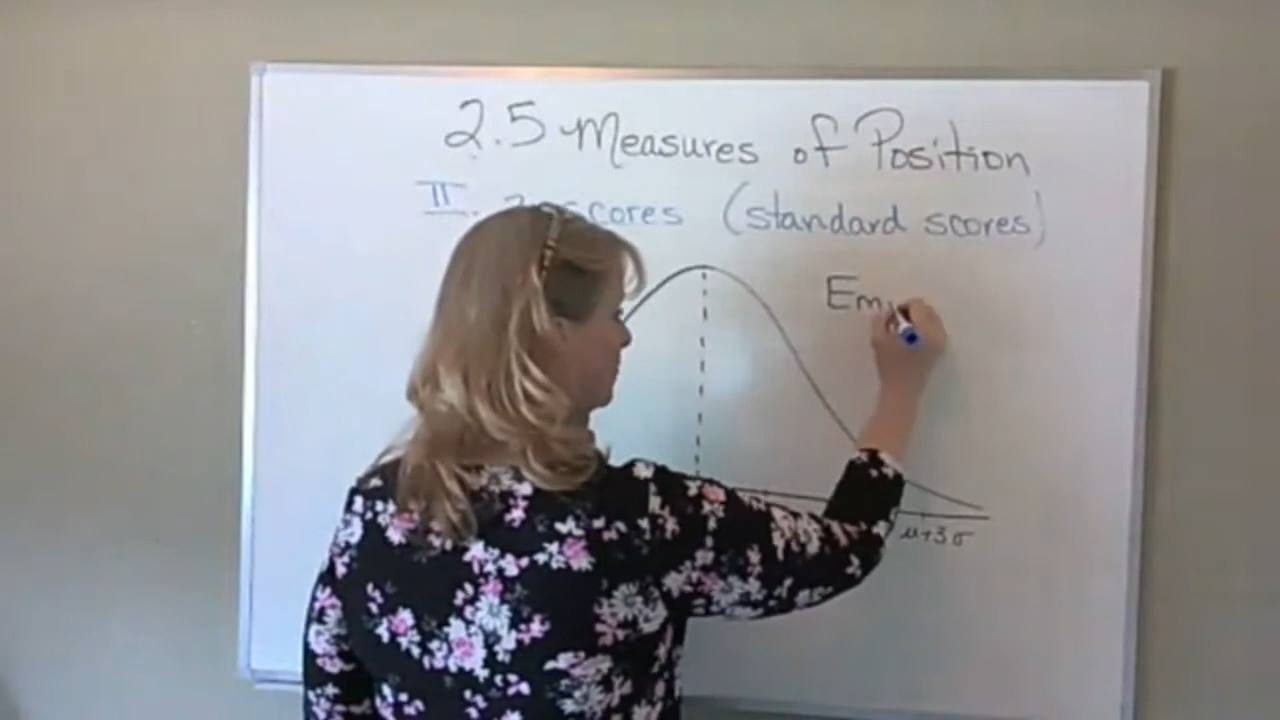 2.5 Measures of Position
II. z-scores (standard scores)
Em
μ+3σ